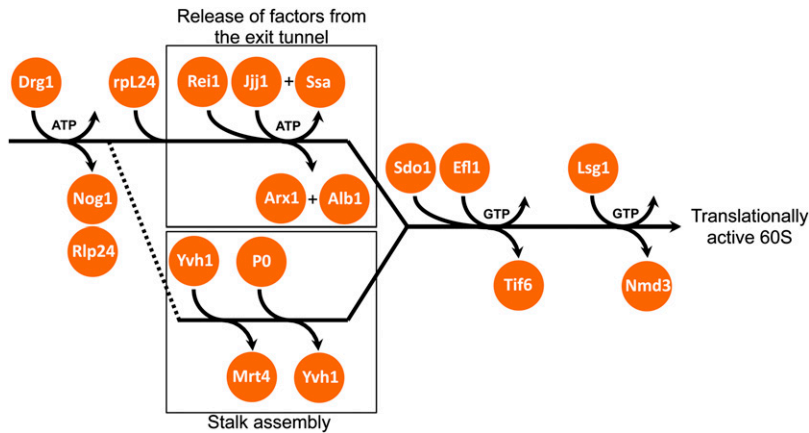 Release of factors from
the exit tunnel
Drg1
rpL24
Rei1
Jjj1
+
Ssa
ATP
ATP
Nog1
Rlp24
Arx1
+
Alb1
Sdo1
Efl1
Lsg1
GTP
GTP
Translationally
active 60S
Tif6
Nmd3
Yvh1
P0
Mrt4
Yvh1
Stalk assembly